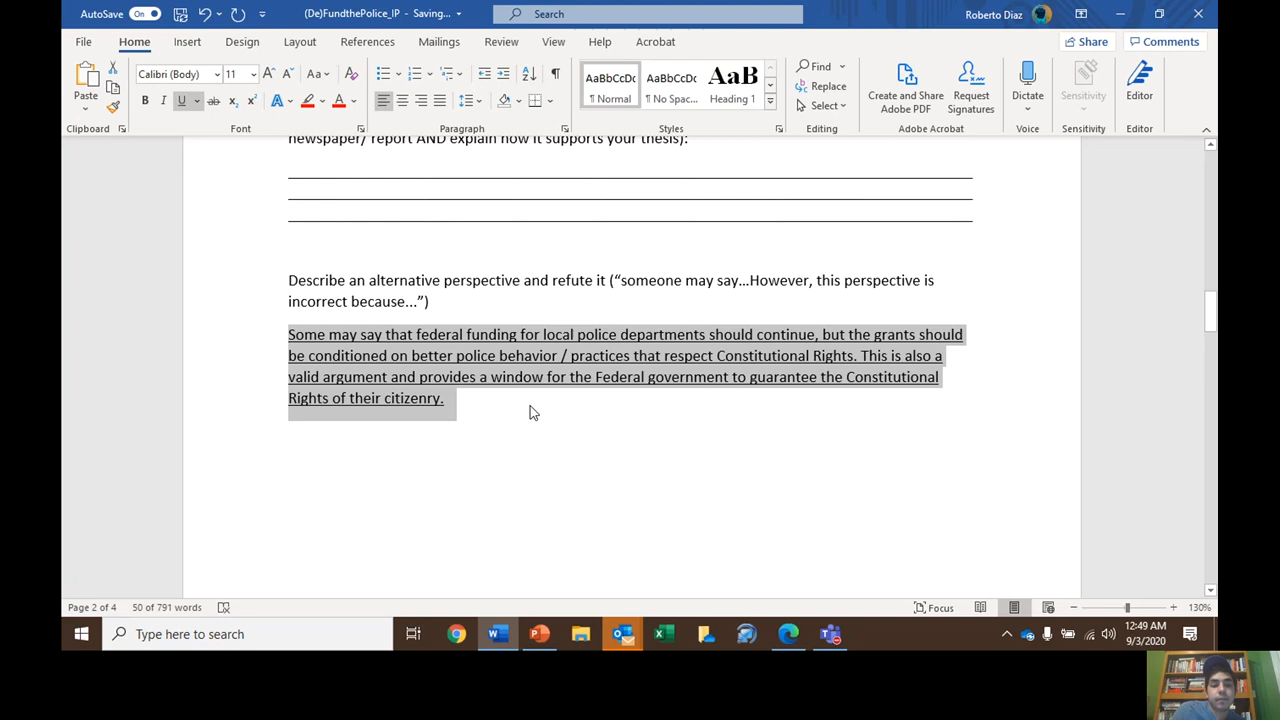 AutoSave On
(De)FundthePolice_IP - Saving...
Search
Roberto Diaz
File Home Insert Design Layout References Mailings Review View Help Acrobat
Share Comments
Paste
Clipboard
Calibri (Body) 11
Font
Paragraph
AaBbCcDc AaBbCcDc AaB
¶ Normal ¶ No Spac... Heading 1
Styles
Find
Replace
Select
Editing
Create and Share
Adobe PDF
Request
Signatures
Adobe Acrobat
Dictate
Voice
Sensitivity
Sensitivity
Editor
Editor
newspaper/ report AND explain how it supports your thesis):
Describe an alternative perspective and refute it (“someone may say…However, this perspective is
incorrect because...”)
Some may say that federal funding for local police departments should continue, but the grants should
be conditioned on better police behavior / practices that respect Constitutional Rights. This is also a
valid argument and provides a window for the Federal government to guarantee the Constitutional
Rights of their citizenry.
Page 2 of 4 50 of 791 words
Focus
130%
Type here to search
12:49 AM
9/3/2020